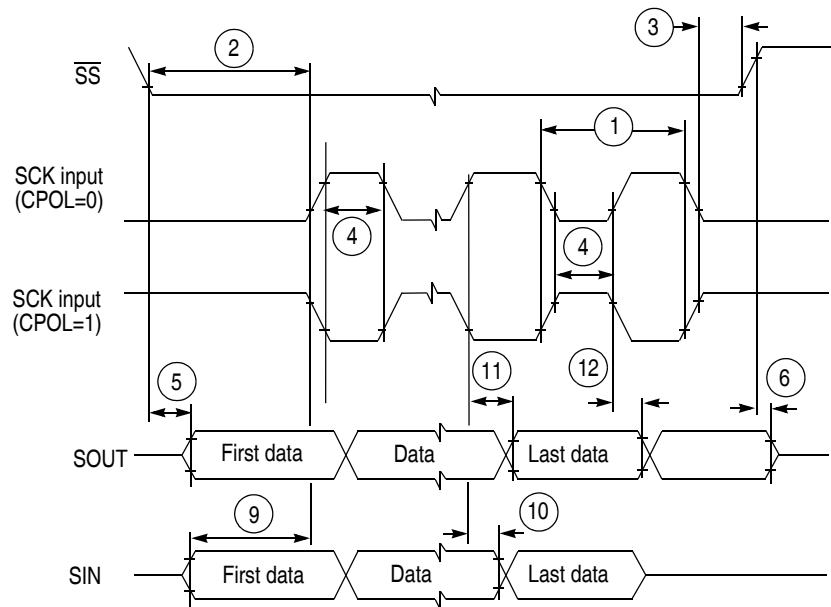 3
2
S̅S̅
1
SCK input
(CPOL=0)
4
4
SCK input
(CPOL=1)
5
11
12
6
SOUT
First data
Data
Last data
9
10
SIN
First data
Data
Last data